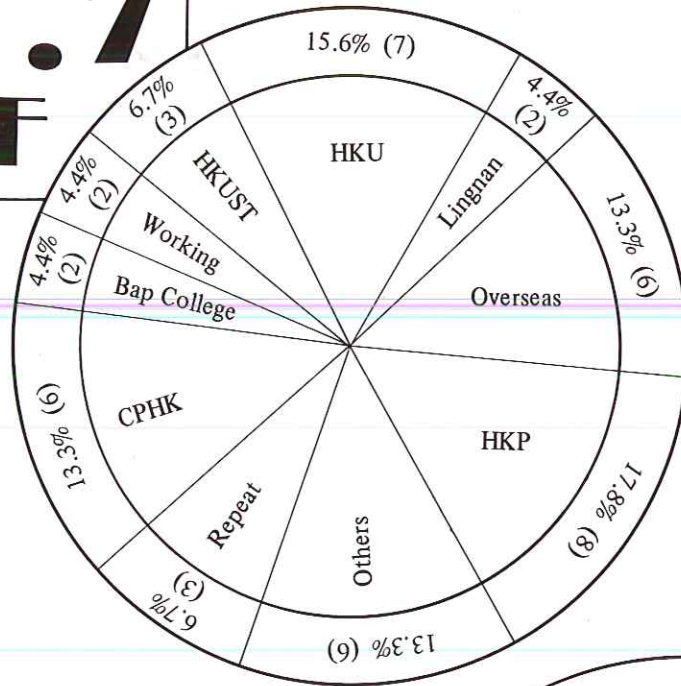 .7
15.6% (7)
HKU
4.4%
(2)
Lingnan
13.3% (6)
Overseas
17.8% (8)
HKP
13.3% (6)
Others
6.7%
(3)
Repeat
13.3% (6)
CPHK
4.4%
(2)
Bap College
4.4%
(2)
Working
6.7%
(3)
HKUST